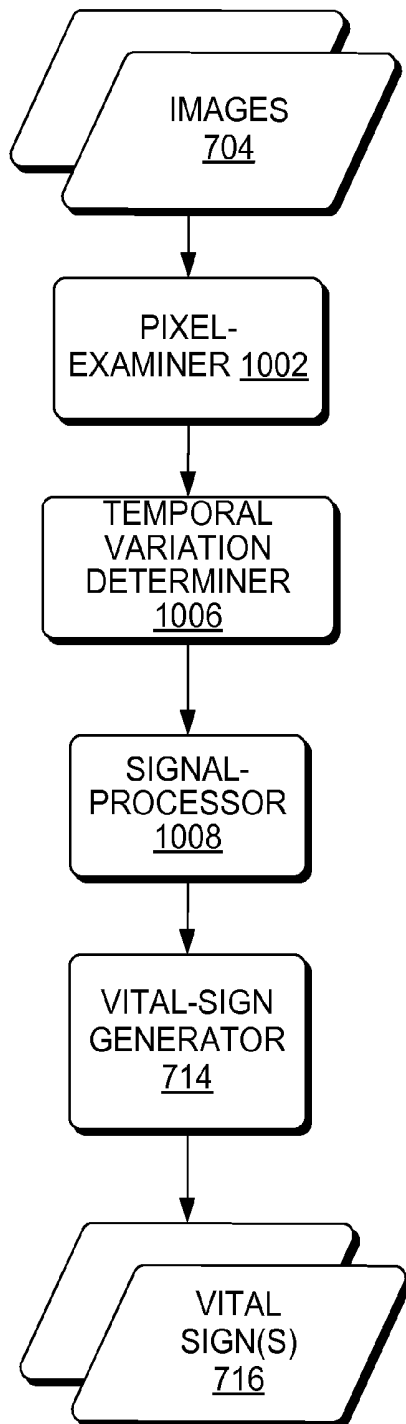 IMAGES
704
PIXEL-
EXAMINER 1002
TEMPORAL
VARIATION
DETERMINER
1006
SIGNAL-
PROCESSOR
1008
VITAL-SIGN
GENERATOR
714
VITAL
SIGN(S)
716